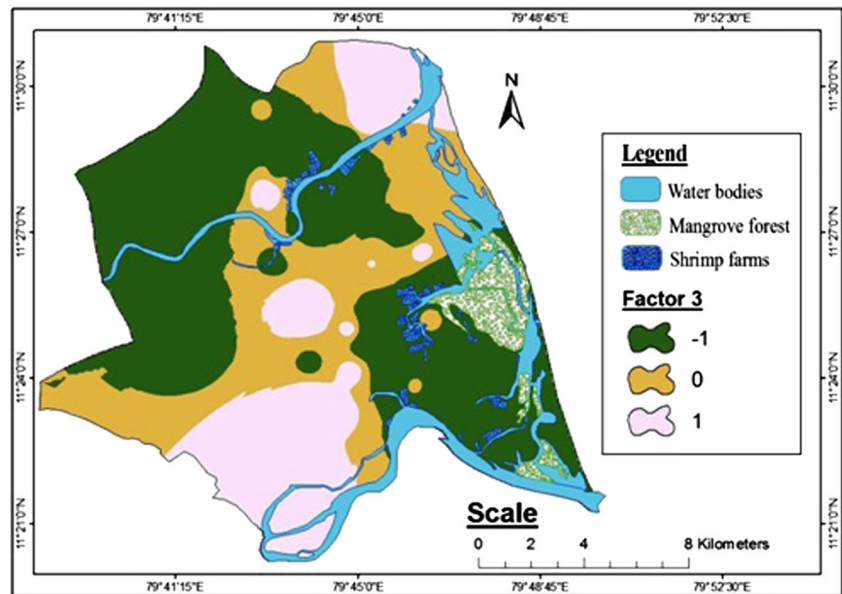 79°41'15"E 79°45'0"E 79°48'45"E 79°52'30"E
11°30'0"N 11°30'0"N
N
Legend
Water bodies
Mangrove forest
Shrimp farms
11°27'0"N 11°27'0"N
Factor 3
-1
0
1
11°24'0"N 11°24'0"N
Scale
0 2 4 8 Kilometers
11°21'0"N 11°21'0"N
79°41'15"E 79°45'0"E 79°48'45"E 79°52'30"E